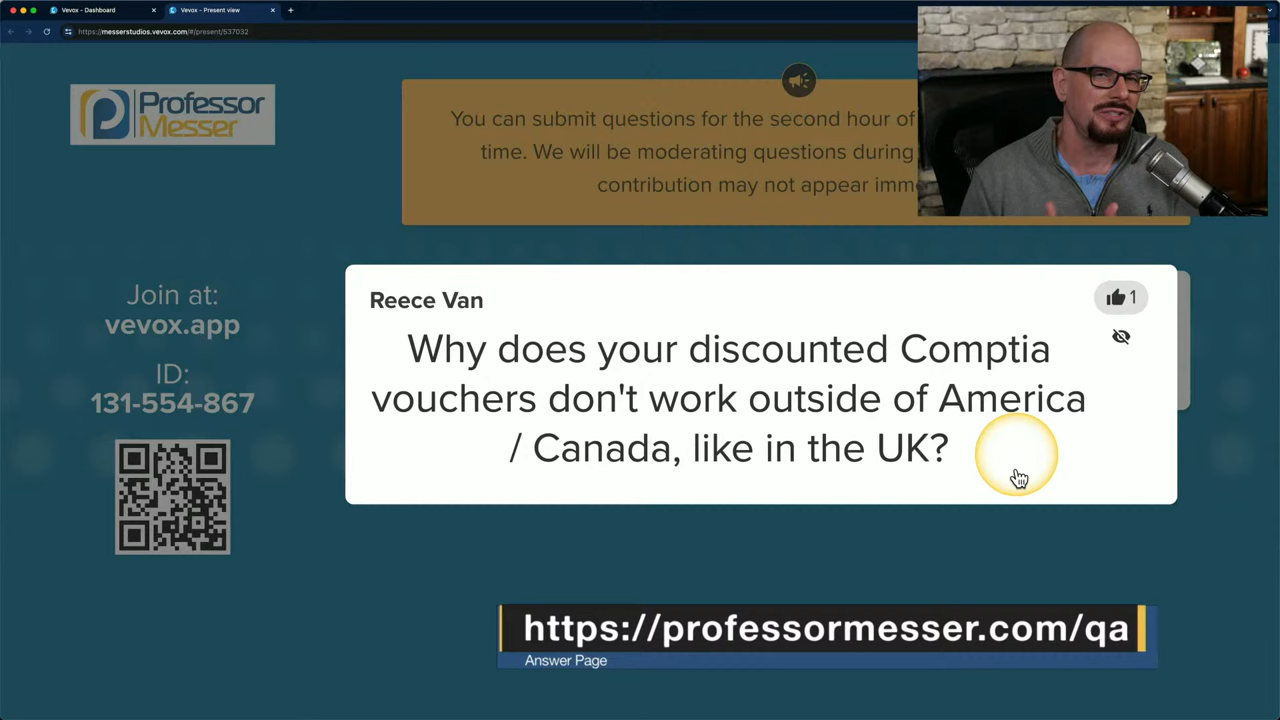 Vevox - Dashboard
Vevox - Present view
https://messerstudios.vevox.com/#/present/537032
Professor
Messer
You can submit questions for the second hour of
time. We will be moderating questions during
contribution may not appear imm
Join at:
vevox.app
ID:
131-554-867
Reece Van
1
Why does your discounted Comptia
vouchers don't work outside of America
/ Canada, like in the UK?
https://professormesser.com/qa
Answer Page